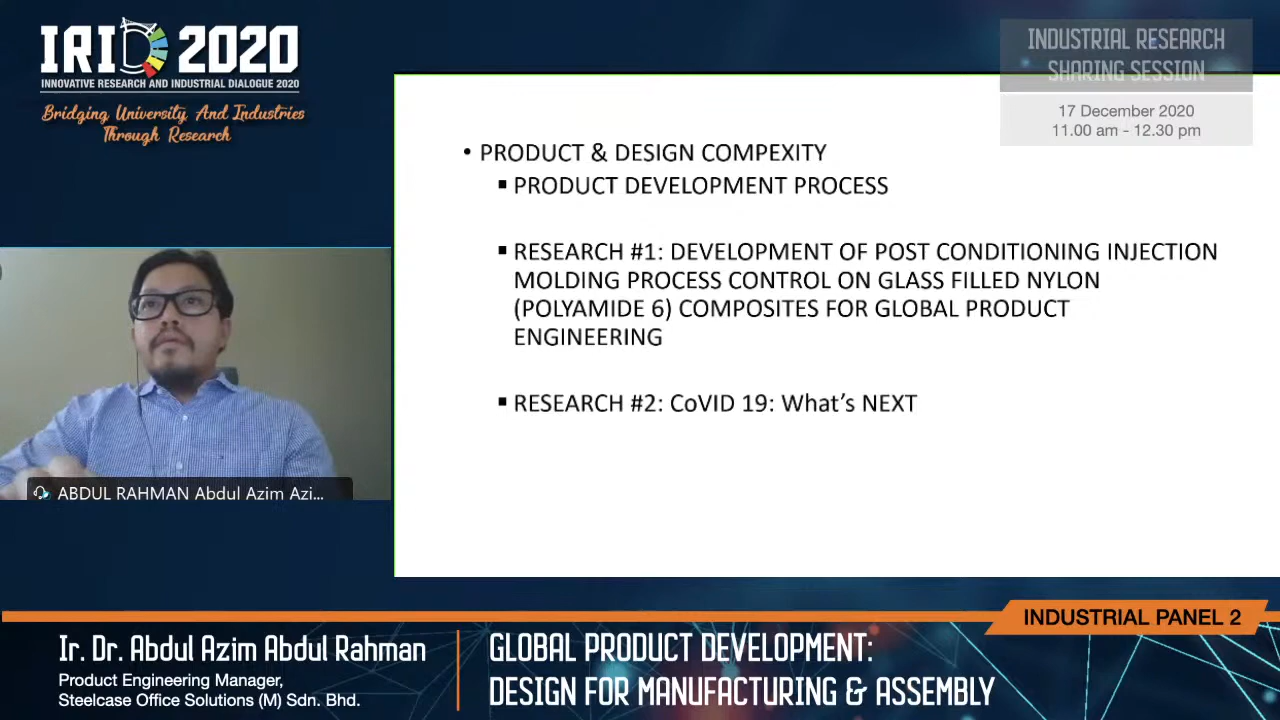 IRID 2020
INNOVATIVE RESEARCH AND INDUSTRIAL DIALOGUE 2020
Bridging University And Industries
Through Research
INDUSTRIAL RESEARCH
SHARING SESSION
17 December 2020
11.00 am - 12.30 pm
• PRODUCT & DESIGN COMPEXITY
▪ PRODUCT DEVELOPMENT PROCESS
▪ RESEARCH #1: DEVELOPMENT OF POST CONDITIONING INJECTION
MOLDING PROCESS CONTROL ON GLASS FILLED NYLON
(POLYAMIDE 6) COMPOSITES FOR GLOBAL PRODUCT
ENGINEERING
▪ RESEARCH #2: CoVID 19: What’s NEXT
ABDUL RAHMAN Abdul Azim Azi...
INDUSTRIAL PANEL 2
Ir. Dr. Abdul Azim Abdul Rahman
Product Engineering Manager,
Steelcase Office Solutions (M) Sdn. Bhd.
GLOBAL PRODUCT DEVELOPMENT:
DESIGN FOR MANUFACTURING & ASSEMBLY